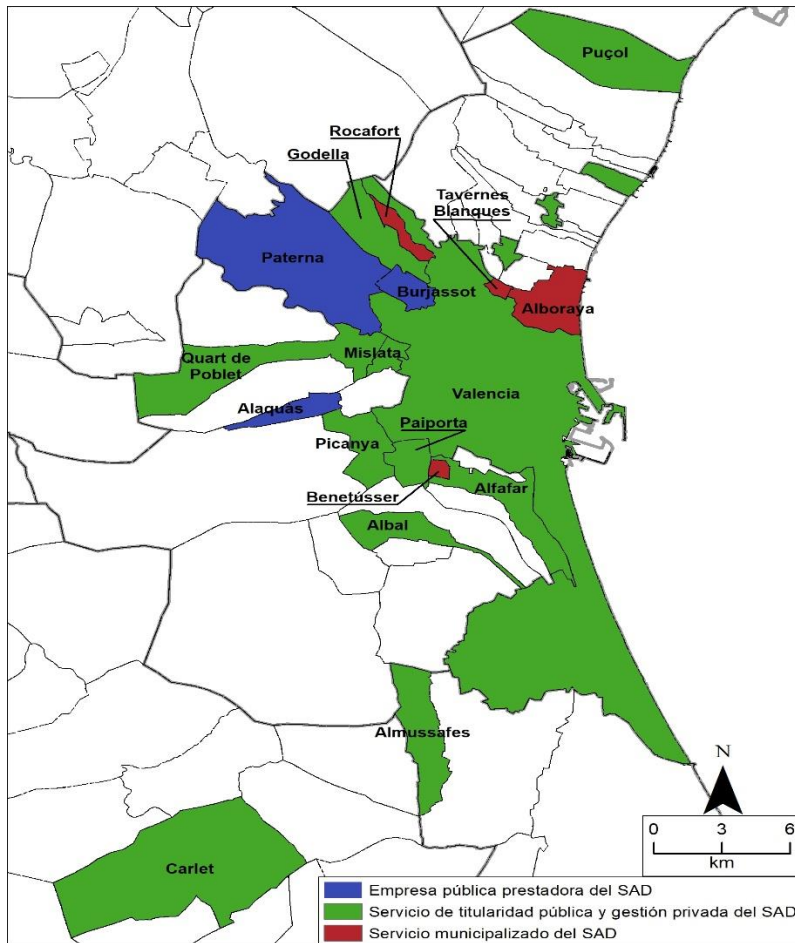 Puçol
Rocafort
Godella
Tavernes
Blanques
Paterna
Burjassot
Alboraya
Quart de
Poblet
Mislata
Valencia
Alaquás
Paiporta
Picanya
Benetússer
Alfafar
Albal
Almussafes
Carlet
N
0 3 6
km
Empresa pública prestadora del SAD
Servicio de titularidad pública y gestión privada del SAD
Servicio municipalizado del SAD